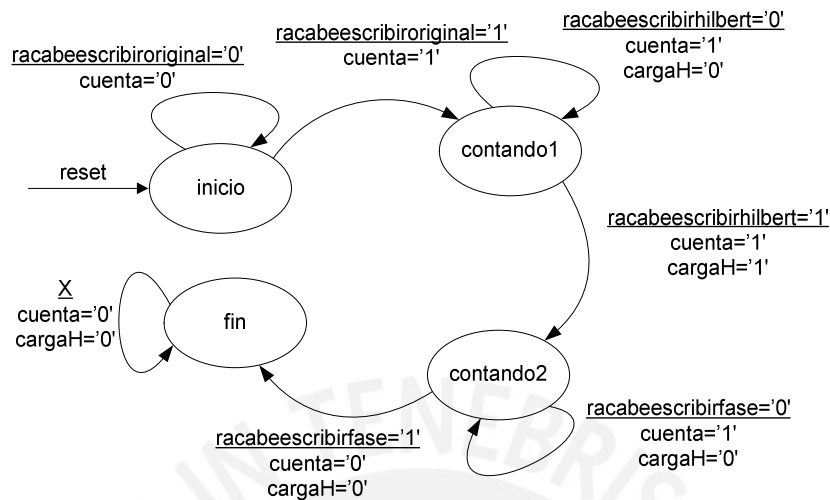 racabeescribiroriginal='0'
cuenta='0'
racabeescribiroriginal='1'
cuenta='1'
racabeescribirhilbert='0'
cuenta='1'
cargaH='0'
reset
inicio
contando1
racabeescribirhilbert='1'
cuenta='1'
cargaH='1'
X
cuenta='0'
cargaH='0'
fin
contando2
racabeescribirfase='1'
cuenta='0'
cargaH='0'
racabeescribirfase='0'
cuenta='1'
cargaH='0'
IN TENEBRIS